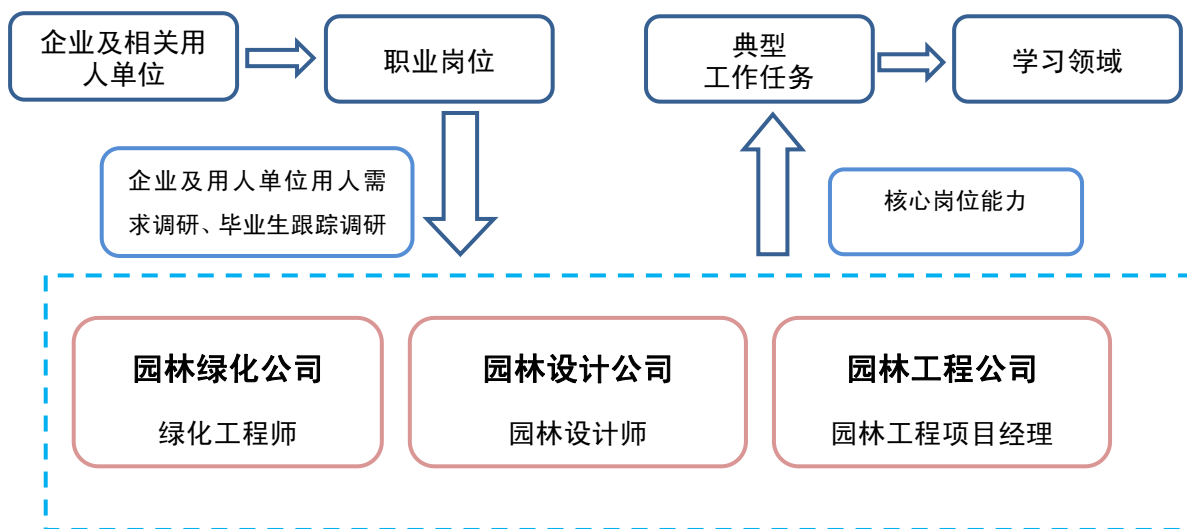 企业及相关用
人单位
职业岗位
典型
工作任务
学习领域
企业及用人单位用人需
求调研、毕业生跟踪调研
核心岗位能力
园林绿化公司
绿化工程师
园林设计公司
园林设计师
园林工程公司
园林工程项目经理